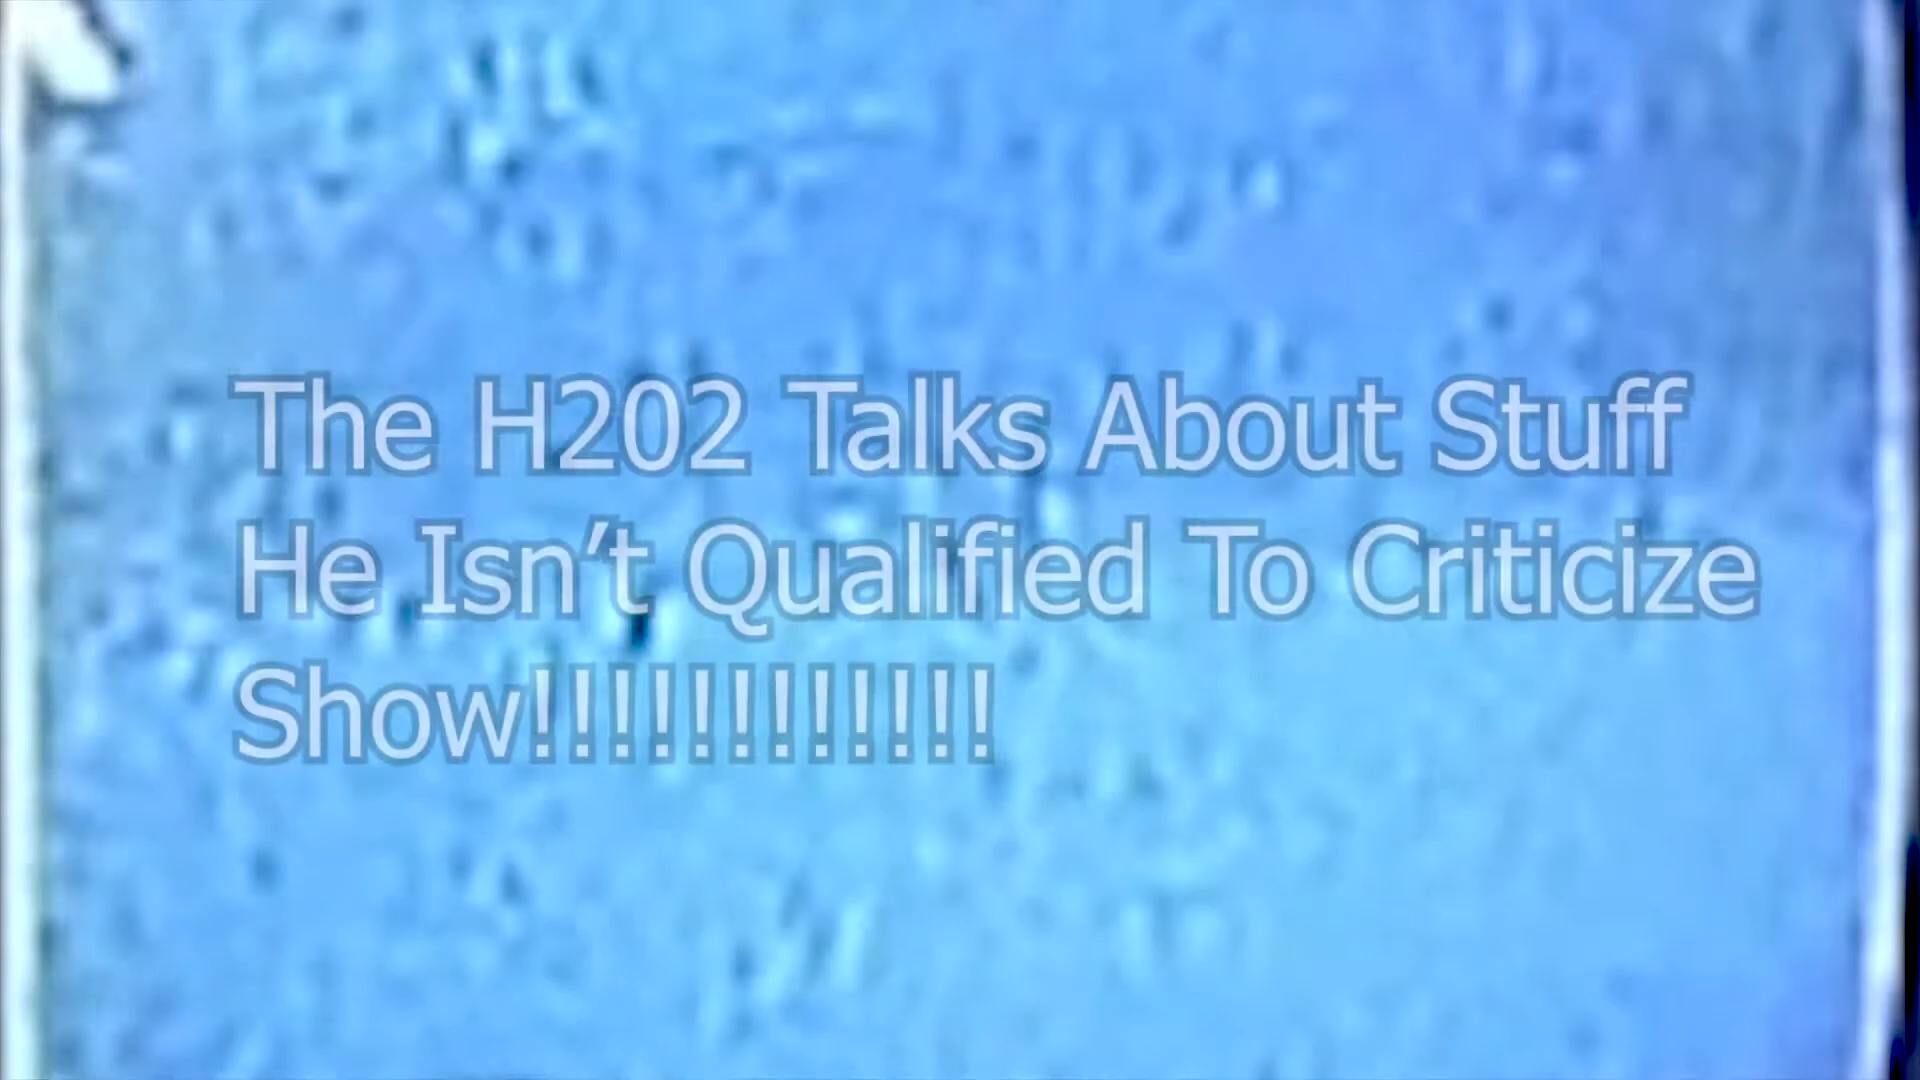 The H202 Talks About Stuff
He Isn’t Qualified To Criticize
Show!!!!!!!!!!!!